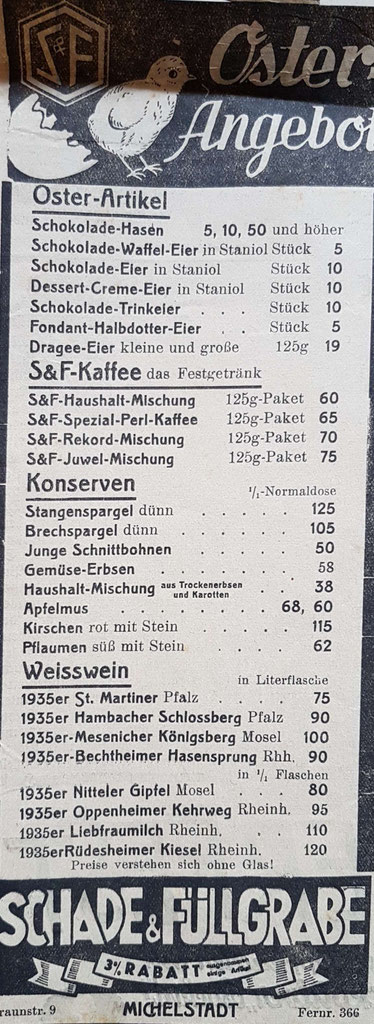 S&F
Oster-
Angebot
Oster-Artikel
Schokolade-Hasen 5, 10, 50 und höher
Schokolade-Waffel-Eier in Staniol Stück 5
Schokolade-Eier in Staniol Stück 10
Dessert-Creme-Eier in Staniol Stück 10
Schokolade-Trinkeier . . . Stück 10
Fondant-Halbdotter-Eier . . Stück 5
Dragee-Eier kleine und große 125g 19
S&F-Kaffee das Festgetränk
S&F-Haushalt-Mischung 125g-Paket 60
S&F-Spezial-Perl-Kaffee 125g-Paket 65
S&F-Rekord-Mischung 125g-Paket 70
S&F-Juwel-Mischung 125g-Paket 75
Konserven 1/1-Normaldose
Stangenspargel dünn . . . . . . 125
Brechspargel dünn . . . . . . 105
Junge Schnittbohnen . . . . . 50
Gemüse-Erbsen . . . . . . 58
Haushalt-Mischung aus Trockenerbsen und Karotten . . 38
Apfelmus . . . . . . . . 68, 60
Kirschen rot mit Stein . . . . . 115
Pflaumen süß mit Stein . . . . . 62
Weisswein in Literflasche
1935er St. Martiner Pfalz . . . . 75
1935er Hambacher Schlossberg Pfalz 90
1935er-Mesenicher Königsberg Mosel 100
1935er-Bechtheimer Hasensprung Rhh. 90
in 1/1 Flaschen
1935er Nitteler Gipfel Mosel . . . 80
1935er Oppenheimer Kehrweg Rheinh. 95
1935er Liebfraumilch Rheinh. . . 110
1935erRüdesheimer Kiesel Rheinh. 120
Preise verstehen sich ohne Glas!
SCHADE & FÜLLGRABE
3% RABATT ausgenommen einige Artikel
raunstr. 9 MICHELSTADT Fernr. 366